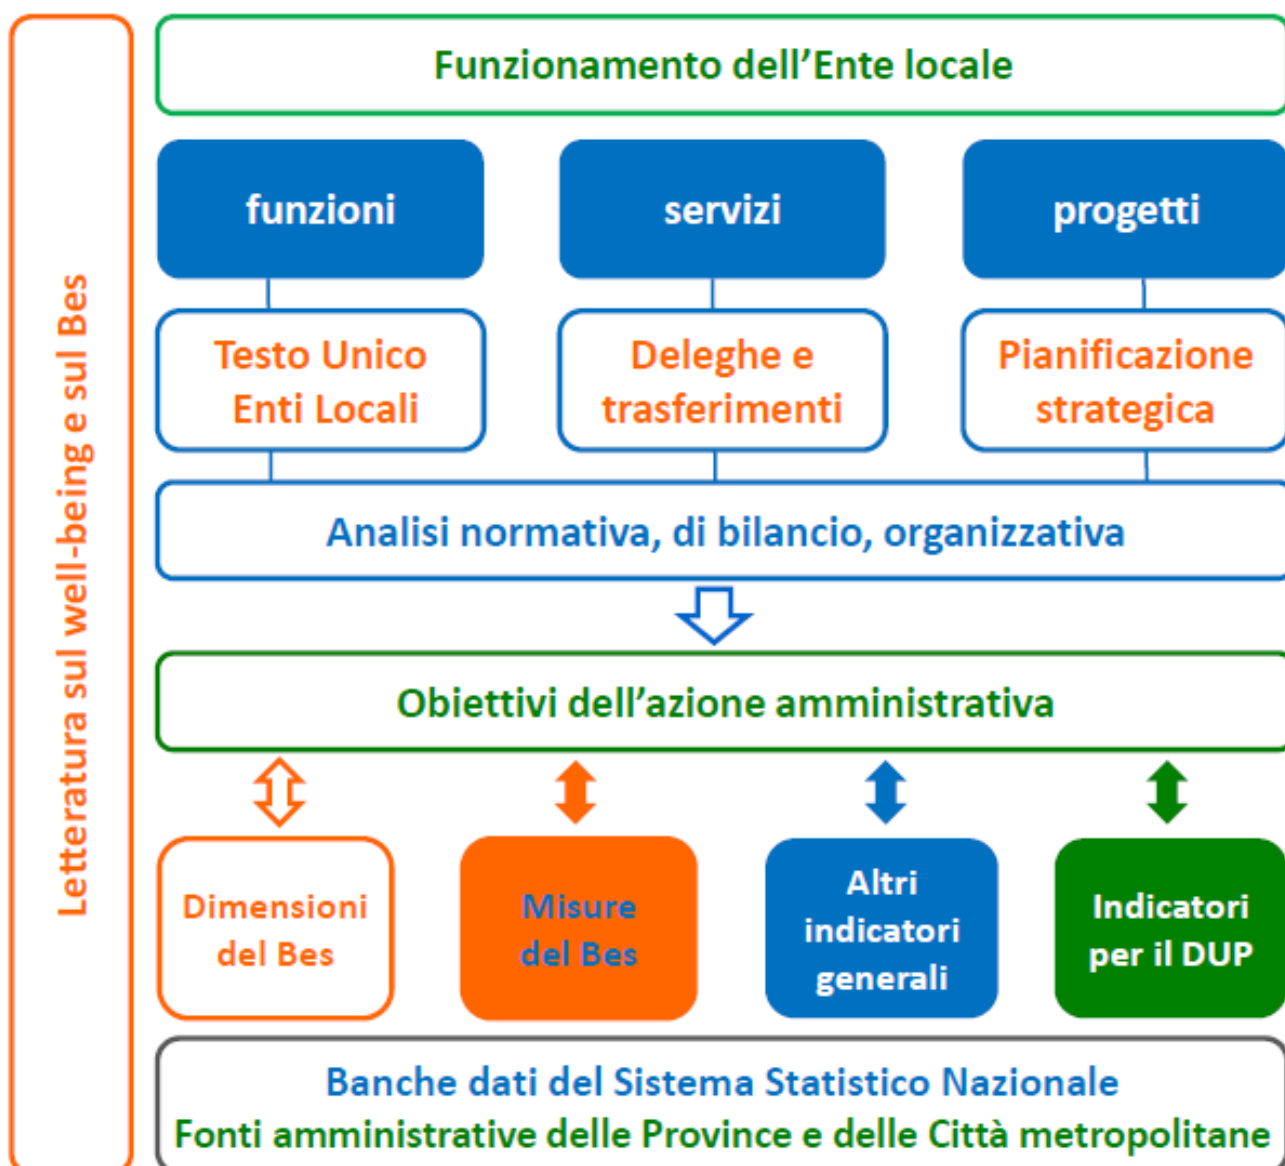 Letteratura sul well-being e sul Bes
Funzionamento dell'Ente locale
funzioni
servizi
progetti
Testo Unico
Enti Locali
Deleghe e
trasferimenti
Pianificazione
strategica
Analisi normativa, di bilancio, organizzativa
Obiettivi dell'azione amministrativa
Dimensioni
del Bes
Misure
del Bes
Altri
indicatori
generali
Indicatori
per il DUP
Banche dati del Sistema Statistico Nazionale
Fonti amministrative delle Province e delle Città metropolitane